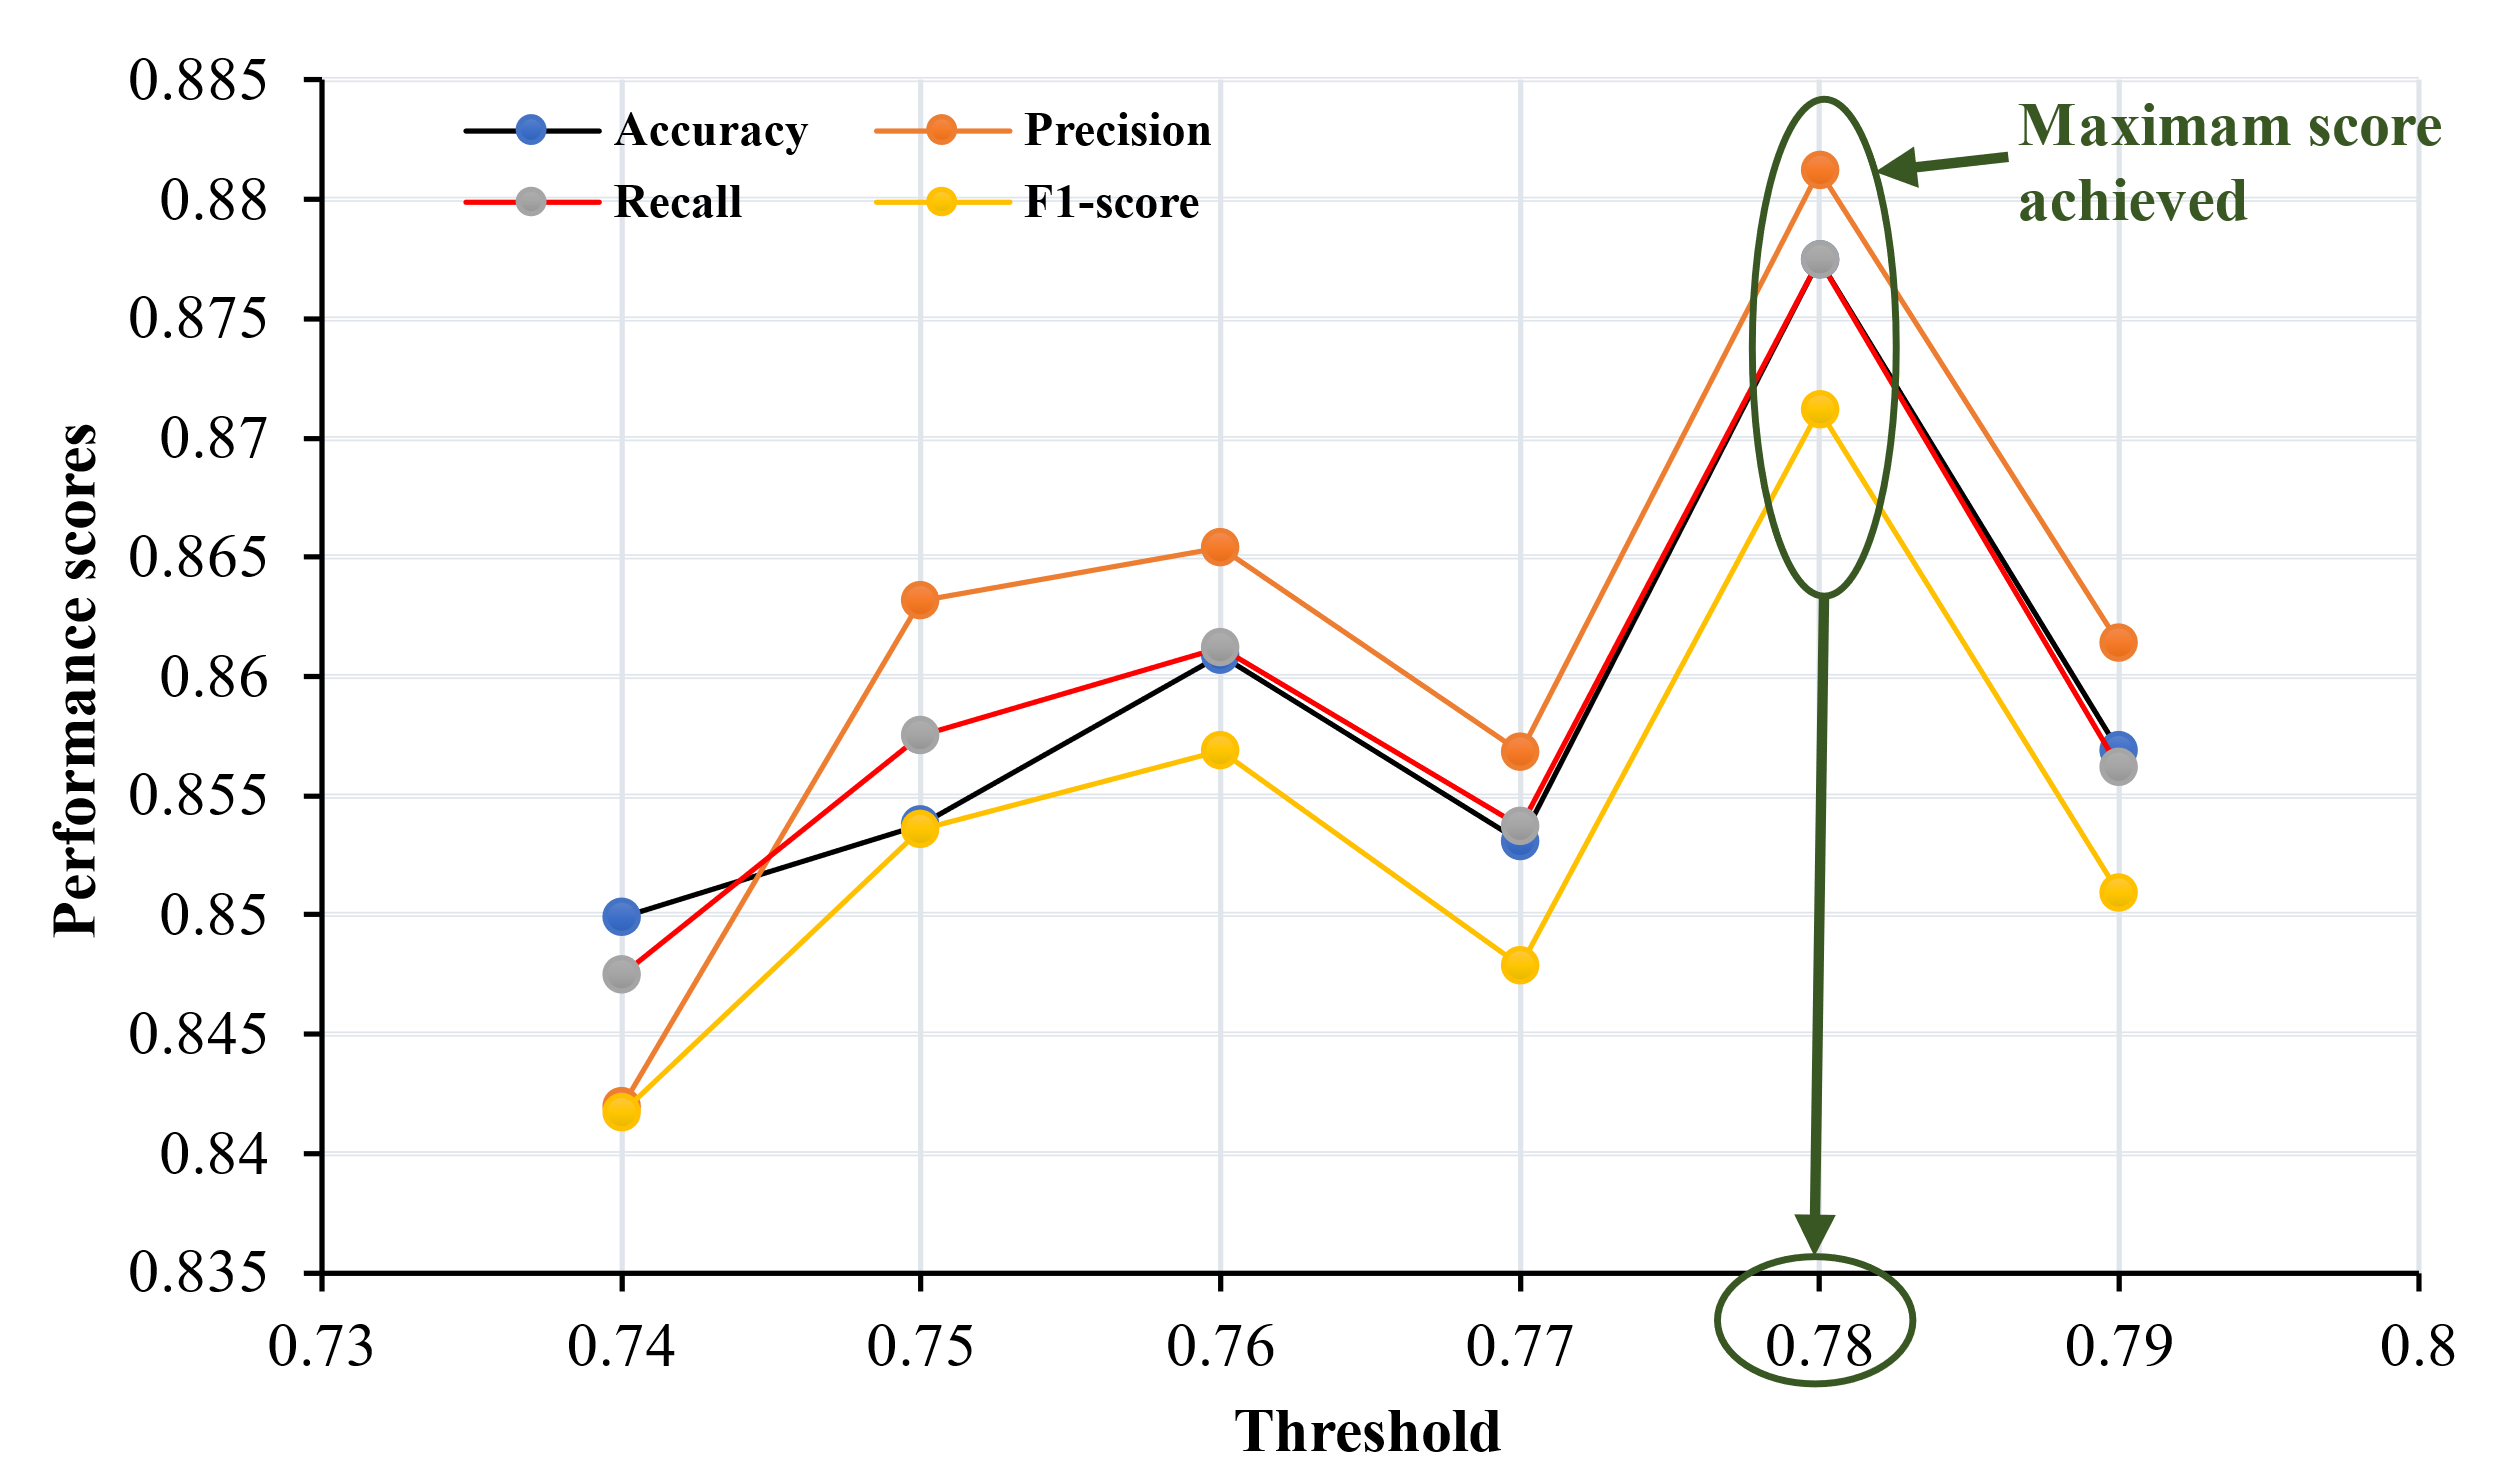 0.885
0.88
0.875
0.87
0.865
0.86
0.855
0.85
0.845
0.84
0.835
Performance scores
Accuracy
Precision
Recall
F1-score
Maximam score
achieved
0.73
0.74
0.75
0.76
0.77
0.78
0.79
0.8
Threshold